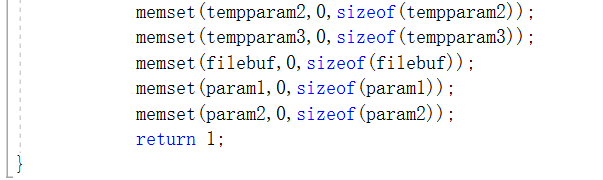 memset(tempparam2,0,sizeof(tempparam2));
memset(tempparam3,0,sizeof(tempparam3));
memset(filebuf,0,sizeof(filebuf));
memset(param1,0,sizeof(param1));
memset(param2,0,sizeof(param2));
return 1;
}